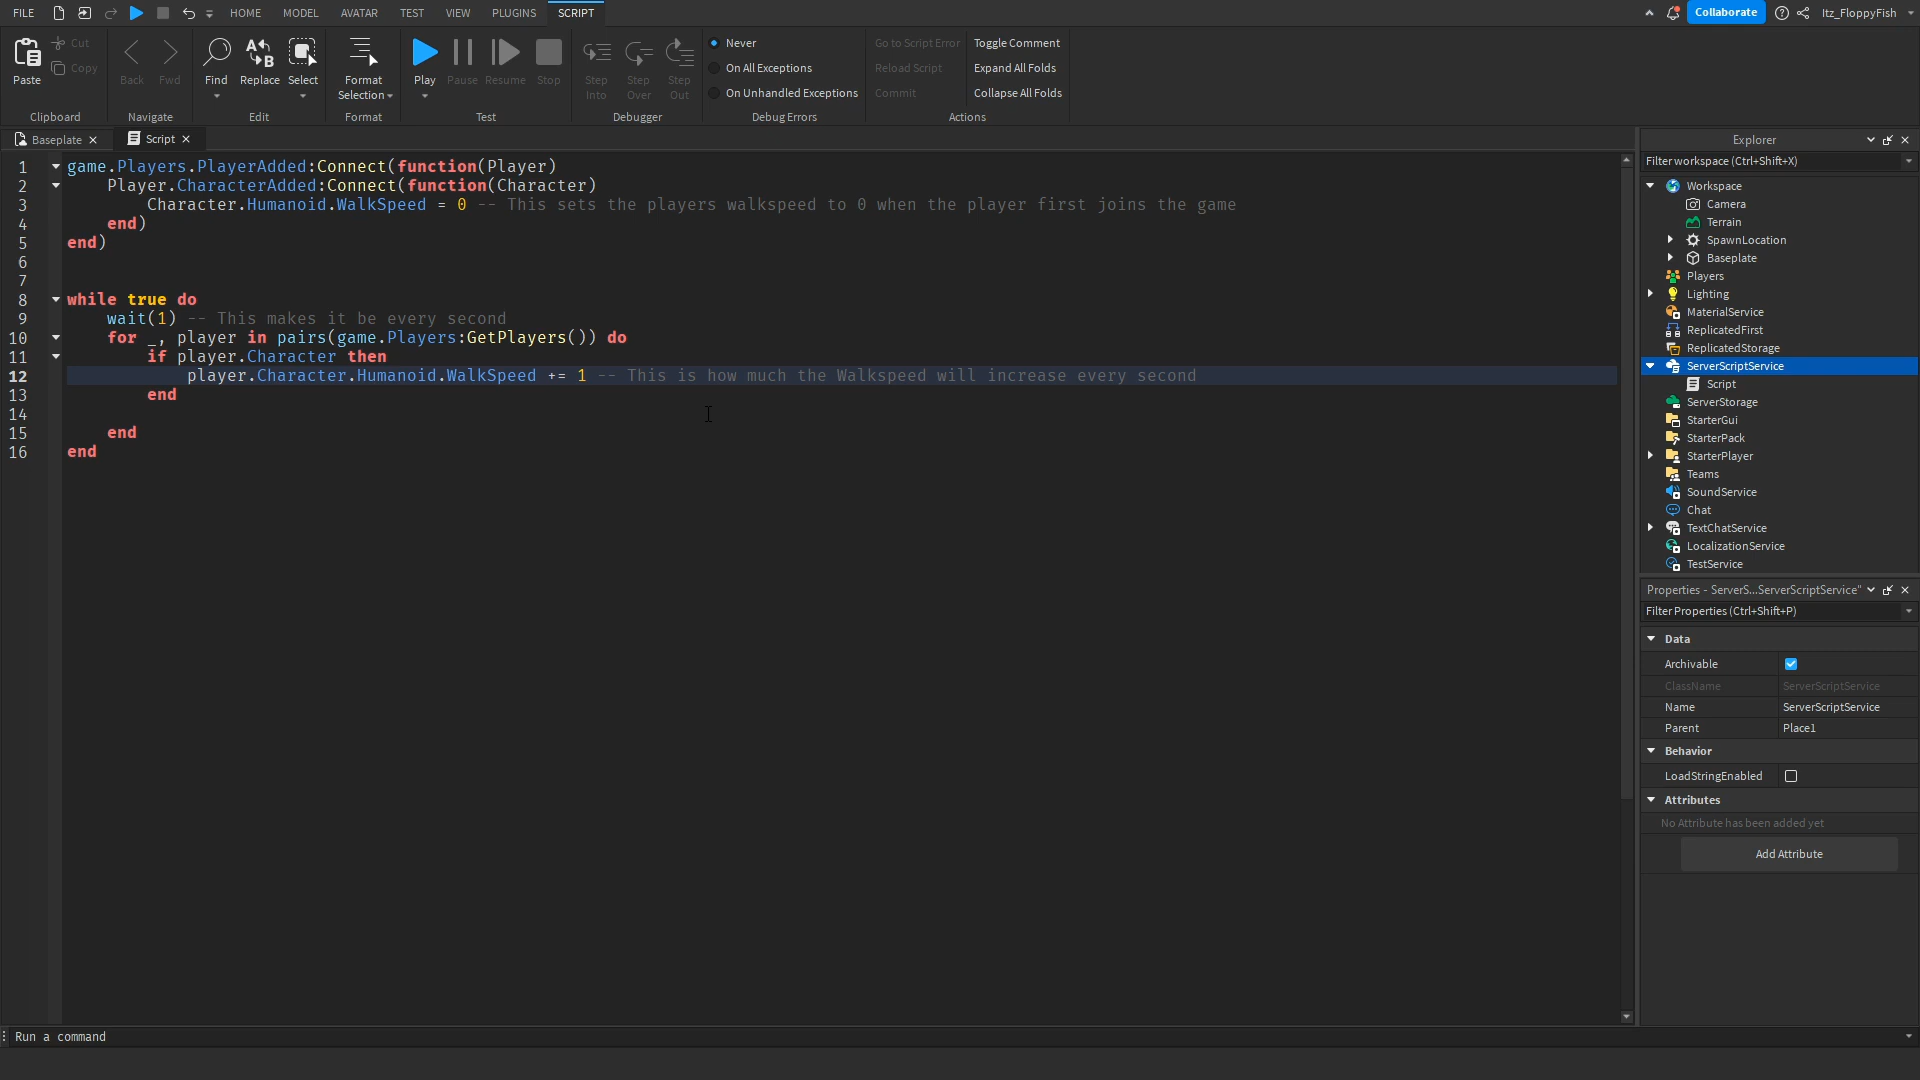 FILE HOME MODEL AVATAR TEST VIEW PLUGINS SCRIPT Collaborate Itz_FloppyFish
Paste Cut Copy
Clipboard
Back Fwd
Navigate
Find Replace Select
Edit
Format Selection
Format
Play Pause Resume Stop
Test
Step Into Step Over Step Out
Debugger
Never
On All Exceptions
On Unhandled Exceptions
Debug Errors
Go to Script Error Toggle Comment
Reload Script Expand All Folds
Commit Collapse All Folds
Actions
Baseplate Script
1 game.Players.PlayerAdded:Connect(function(Player)
2 Player.CharacterAdded:Connect(function(Character)
3 Character.Humanoid.WalkSpeed = 0 -- This sets the players walkspeed to 0 when the player first joins the game
4 end)
5 end)
6
7
8 while true do
9 wait(1) -- This makes it be every second
10 for _, player in pairs(game.Players:GetPlayers()) do
11 if player.Character then
12 player.Character.Humanoid.WalkSpeed += 1 -- This is how much the Walkspeed will increase every second
13 end
14
15 end
16 end
Explorer
Filter workspace (Ctrl+Shift+X)
Workspace
Camera
Terrain
SpawnLocation
Baseplate
Players
Lighting
MaterialService
ReplicatedFirst
ReplicatedStorage
ServerScriptService
Script
ServerStorage
StarterGui
StarterPack
StarterPlayer
Teams
SoundService
Chat
TextChatService
LocalizationService
TestService
Properties - ServerS...ServerScriptService"
Filter Properties (Ctrl+Shift+P)
Data
Archivable
ClassName ServerScriptService
Name ServerScriptService
Parent Place1
Behavior
LoadStringEnabled
Attributes
No Attribute has been added yet
Add Attribute
Run a command